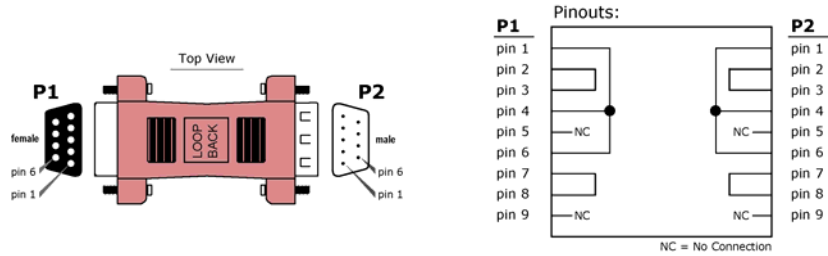 Top View
P1
P2
LOOP
BACK
female
male
pin 6
pin 1
pin 6
pin 1
Pinouts:
P1
P2
pin 1
pin 1
pin 2
pin 2
pin 3
pin 3
pin 4
pin 4
pin 5
NC
NC
pin 5
pin 6
pin 6
pin 7
pin 7
pin 8
pin 8
pin 9
NC
NC
pin 9
NC = No Connection